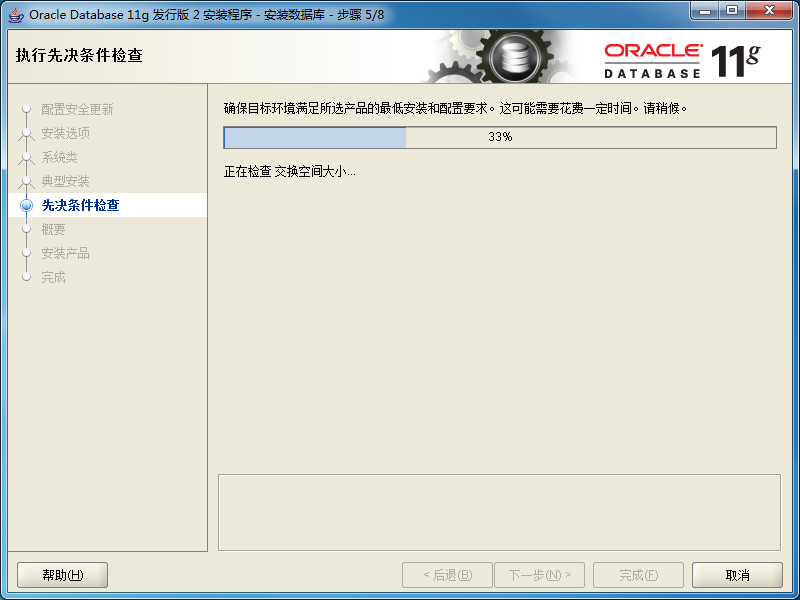 Oracle Database 11g 发行版 2 安装程序 - 安装数据库 - 步骤 5/8
执行先决条件检查
ORACLE
DATABASE
11g
配置安全更新
安装选项
系统类
典型安装
先决条件检查
概要
安装产品
完成
确保目标环境满足所选产品的最低安装和配置要求。这可能需要花费一定时间。请稍候。
33%
正在检查 交换空间大小...
帮助(H)
< 后退(B)
下一步(N) >
完成(F)
取消